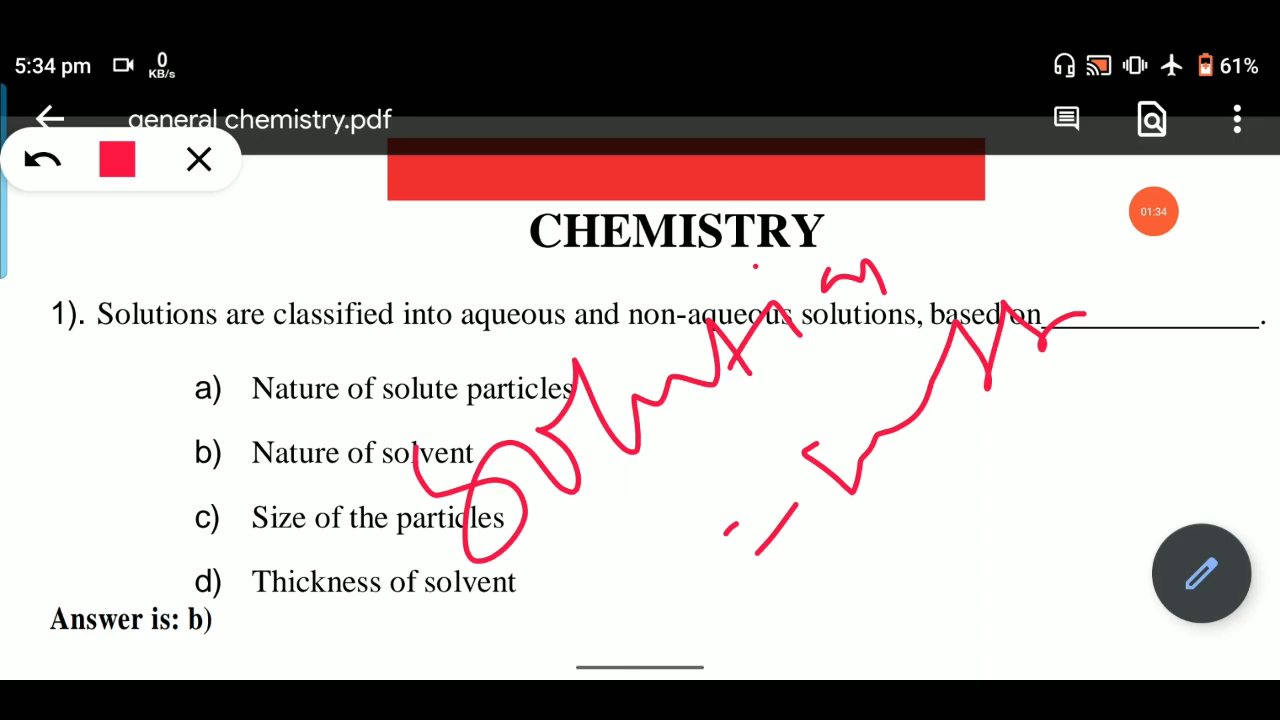 5:34 pm 0 KB/s 61%
general chemistry.pdf
01:34
CHEMISTRY
1). Solutions are classified into aqueous and non-aqueous solutions, based on_______________.
a) Nature of solute particles
b) Nature of solvent
c) Size of the particles
d) Thickness of solvent
Answer is: b)
Solution